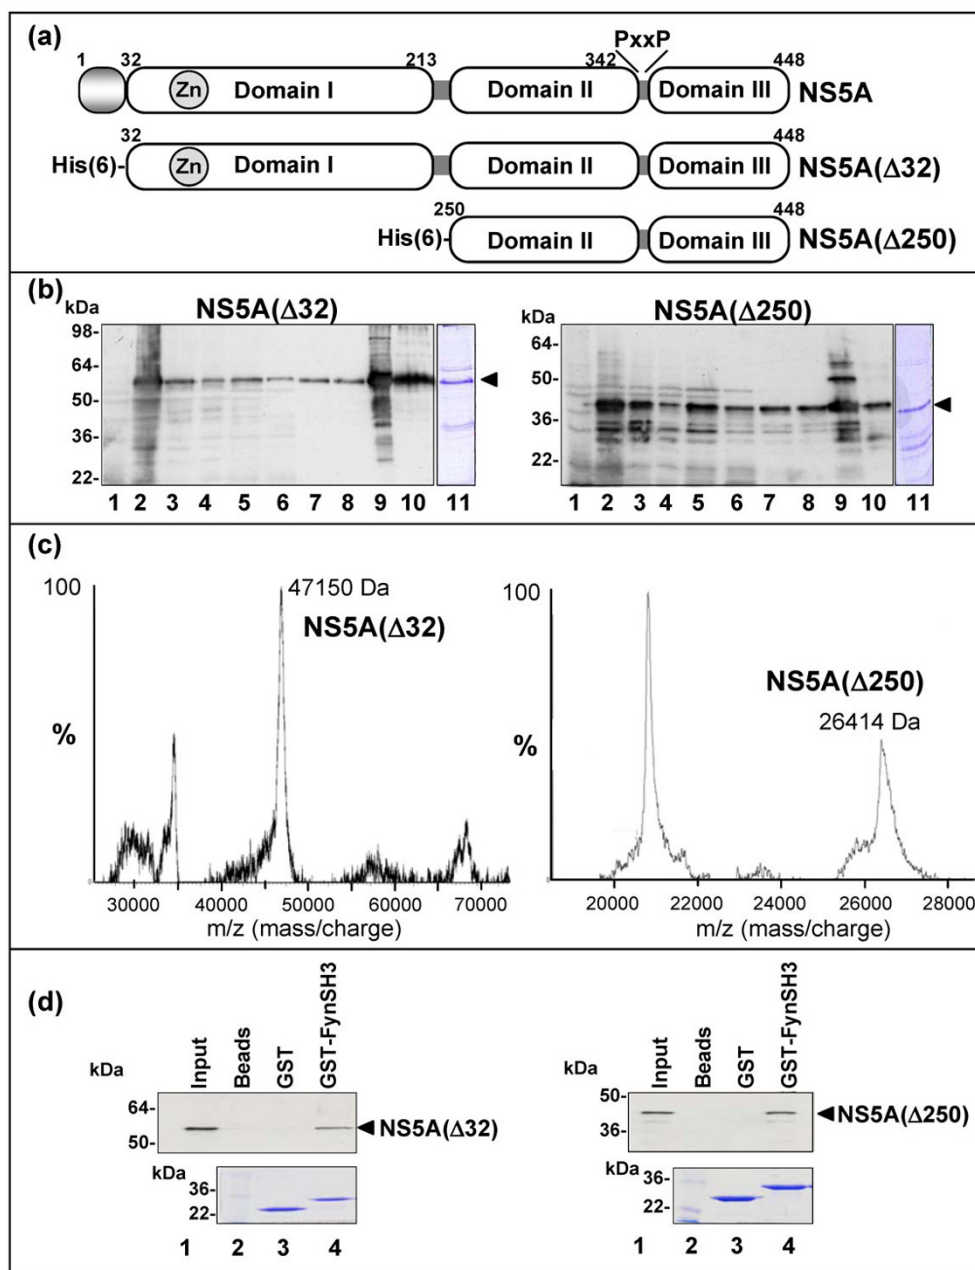 (a)
PxxP
1 32 213 342 448
Zn Domain I Domain II Domain III NS5A
32 448
His(6)- Zn Domain I Domain II Domain III NS5A(Δ32)
250 448
His(6)- Domain II Domain III NS5A(Δ250)
(b)
kDa NS5A(Δ32)
98-
64-
50-
36-
22-
1 2 3 4 5 6 7 8 9 10 11
kDa NS5A(Δ250)
64-
50-
36-
22-
1 2 3 4 5 6 7 8 9 10 11
(c)
100 47150 Da
NS5A(Δ32)
%
30000 40000 50000 60000 70000
m/z (mass/charge)
100
NS5A(Δ250)
26414 Da
%
20000 22000 24000 26000 28000
m/z (mass/charge)
(d)
Input
Beads
GST
GST-FynSH3
kDa
64-
50-
NS5A(Δ32)
kDa
36-
22-
1 2 3 4
Input
Beads
GST
GST-FynSH3
kDa
50-
36-
NS5A(Δ250)
kDa
36-
22-
1 2 3 4